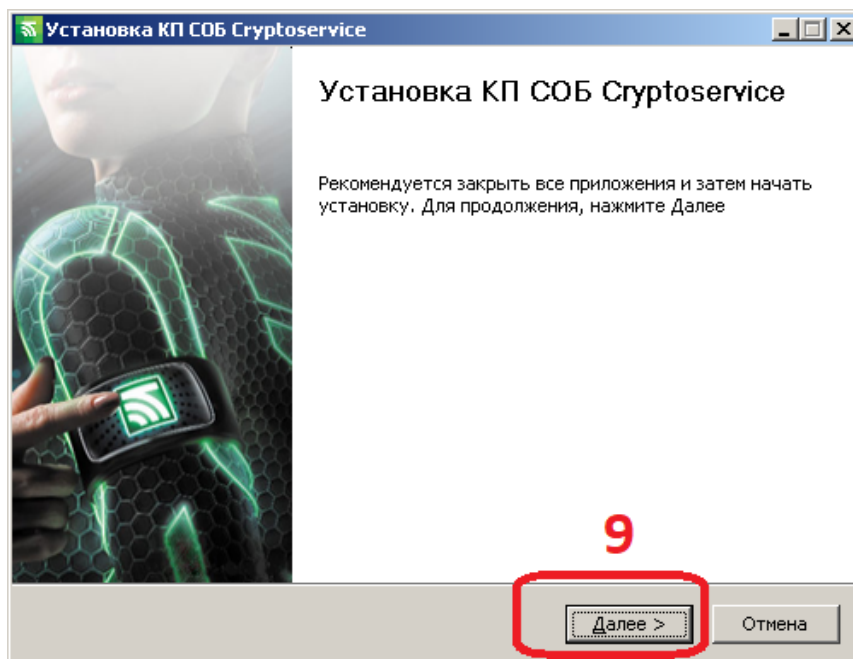 Установка КП СОБ Cryptoservice
Установка КП СОБ Cryptoservice
Рекомендуется закрыть все приложения и затем начать
установку. Для продолжения, нажмите Далее
9
Далее >
Отмена